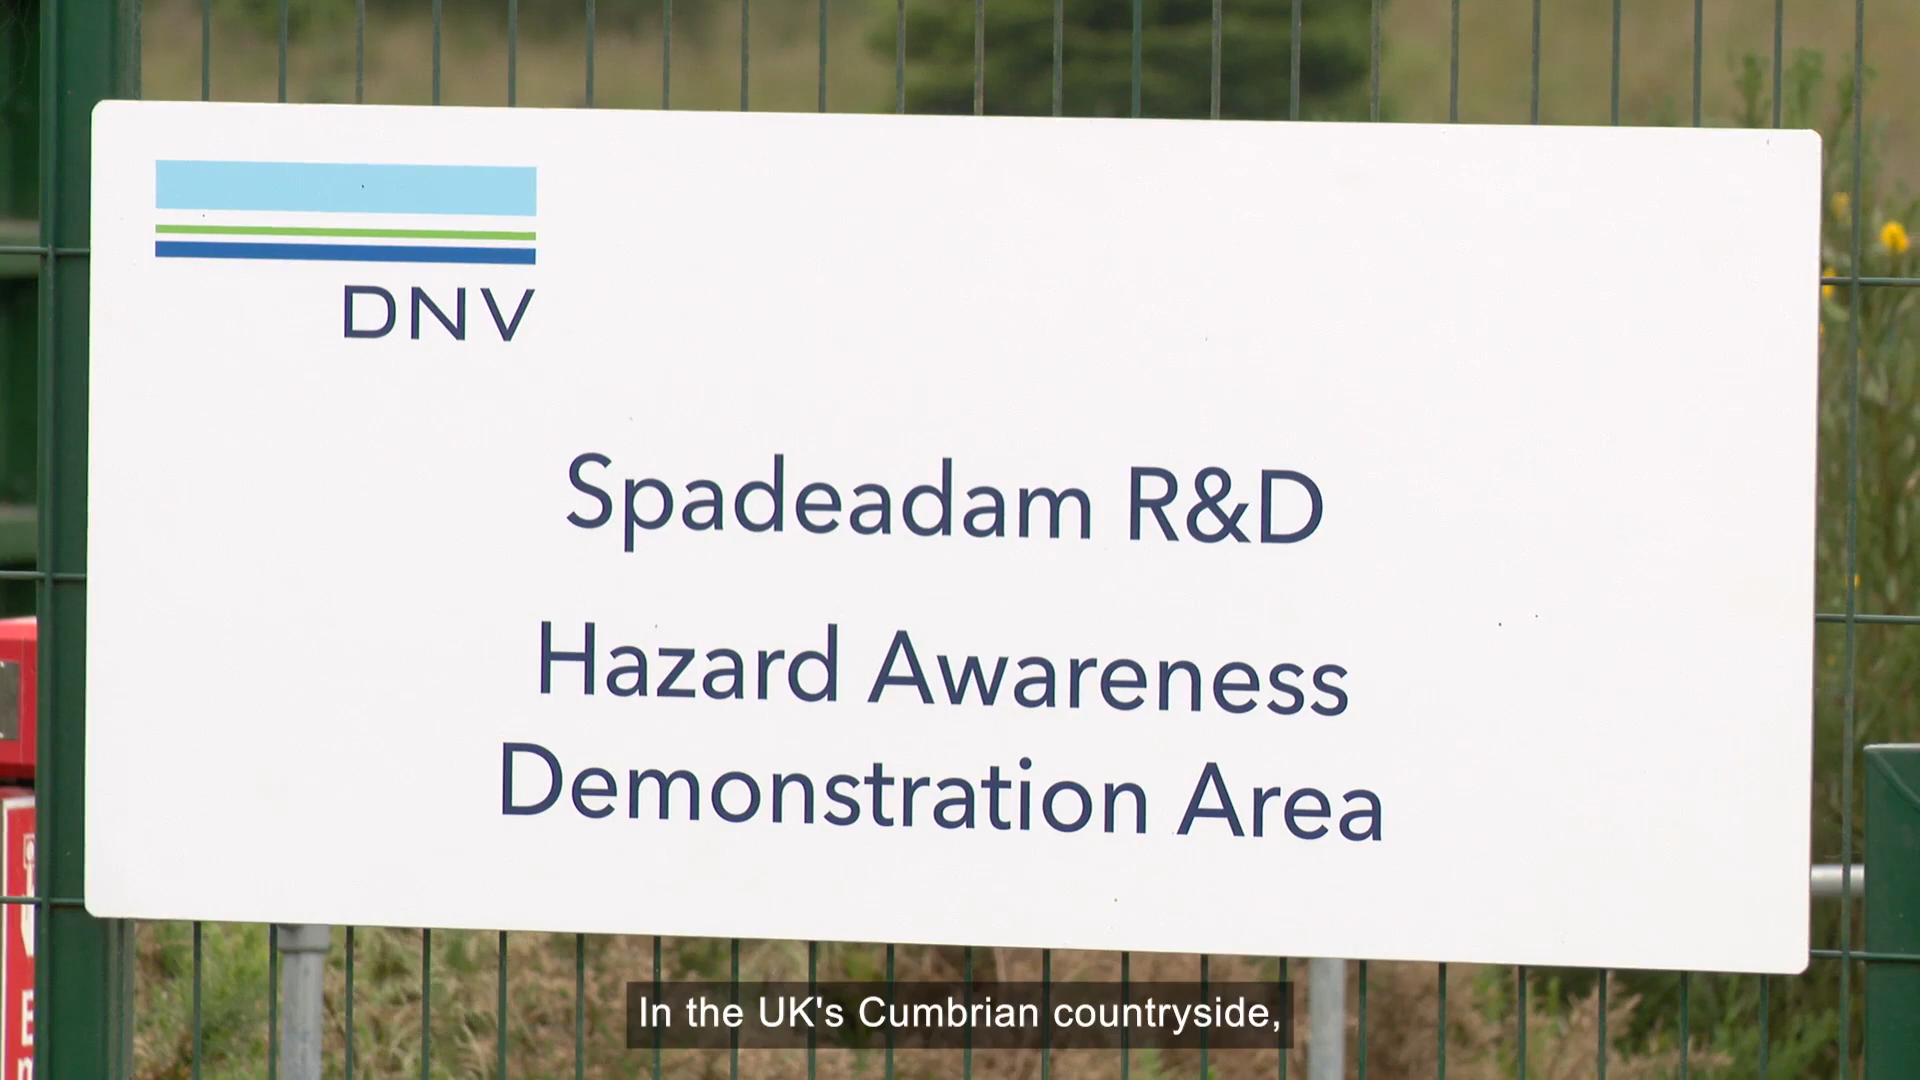 DNV
Spadeadam R&D
Hazard Awareness
Demonstration Area
In the UK's Cumbrian countryside,